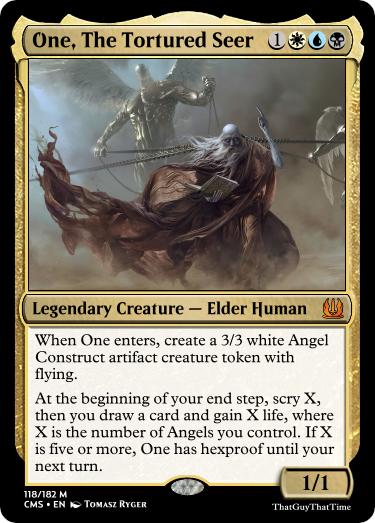 One, The Tortured Seer 1
Legendary Creature — Elder Human
When One enters, create a 3/3 white Angel
Construct artifact creature token with
flying.
At the beginning of your end step, scry X,
then you draw a card and gain X life, where
X is the number of Angels you control. If X
is five or more, One has hexproof until your
next turn.
1/1
118/182 M
CMS • EN Tomasz Ryger
ThatGuyThatTime